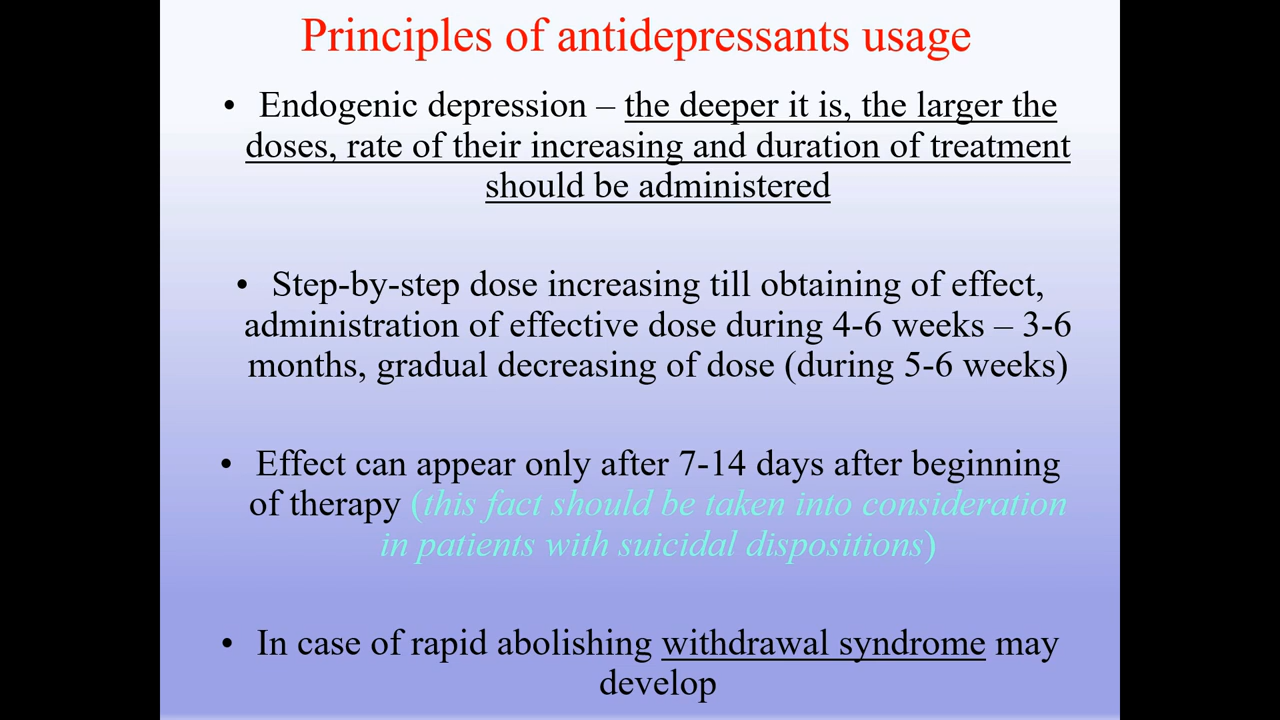 Principles of antidepressants usage
• Endogenic depression – the deeper it is, the larger the
doses, rate of their increasing and duration of treatment
should be administered
• Step-by-step dose increasing till obtaining of effect,
administration of effective dose during 4-6 weeks – 3-6
months, gradual decreasing of dose (during 5-6 weeks)
• Effect can appear only after 7-14 days after beginning
of therapy (this fact should be taken into consideration
in patients with suicidal dispositions)
• In case of rapid abolishing withdrawal syndrome may
develop